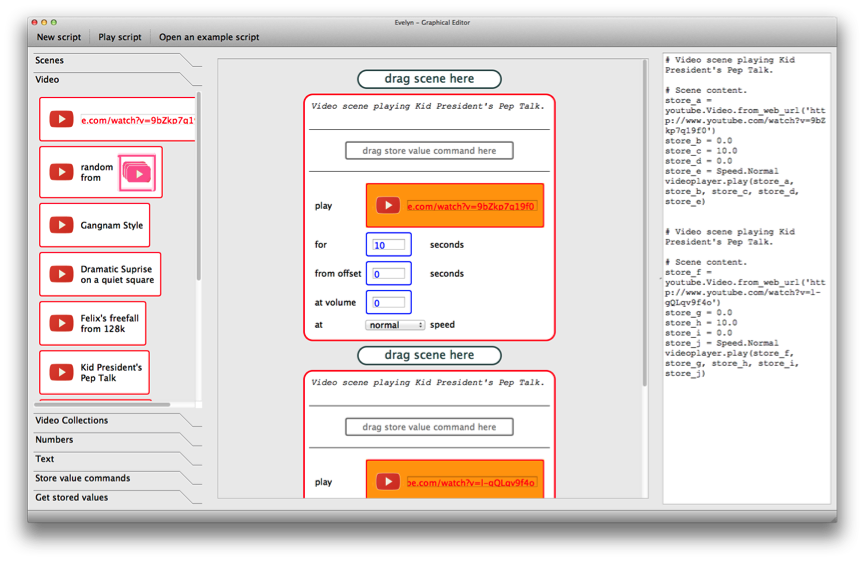 Evelyn – Graphical Editor
New script Play script Open an example script
Scenes
Video
e.com/watch?v=9bZkp7q19
random
from
Gangnam Style
Dramatic Suprise
on a quiet square
Felix's freefall
from 128k
Kid President's
Pep Talk
Video Collections
Numbers
Text
Store value commands
Get stored values
drag scene here
Video scene playing Kid President's Pep Talk.
drag store value command here
play
e.com/watch?v=9bZkp7q19f0
for 10 seconds
from offset 0 seconds
at volume 0
at normal speed
drag scene here
Video scene playing Kid President's Pep Talk.
drag store value command here
play
be.com/watch?v=l-gQLqv9f4o
# Video scene playing Kid
President's Pep Talk.
# Scene content.
store_a =
youtube.Video.from_web_url('htt
p://www.youtube.com/watch?v=9bZ
kp7q19f0')
store_b = 0.0
store_c = 10.0
store_d = 0.0
store_e = Speed.Normal
videoplayer.play(store_a,
store_b, store_c, store_d,
store_e)
# Video scene playing Kid
President's Pep Talk.
# Scene content.
store_f =
youtube.Video.from_web_url('htt
p://www.youtube.com/watch?v=l-
gQLqv9f4o')
store_g = 0.0
store_h = 10.0
store_i = 0.0
store_j = Speed.Normal
videoplayer.play(store_f,
store_g, store_h, store_i,
store_j)